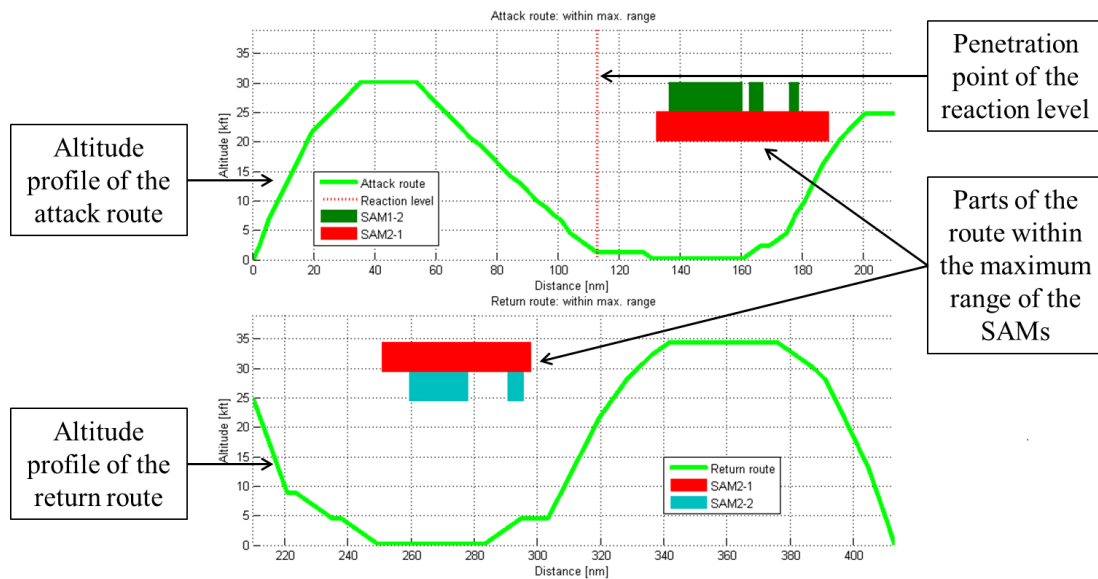 Attack route: within max. range
35
30
25
20
15
10
5
0
Altitude [kft]
Attack route
Reaction level
SAM1-2
SAM2-1
0
20
40
60
80
100
120
140
160
180
200
Distance [nm]
Altitude
profile of the
attack route
Penetration
point of the
reaction level
Parts of the
route within
the maximum
range of the
SAMs
Return route: within max. range
35
30
25
20
15
10
5
0
Altitude [kft]
Return route
SAM2-1
SAM2-2
220
240
260
280
300
320
340
360
380
400
Distance [nm]
Altitude
profile of the
return route